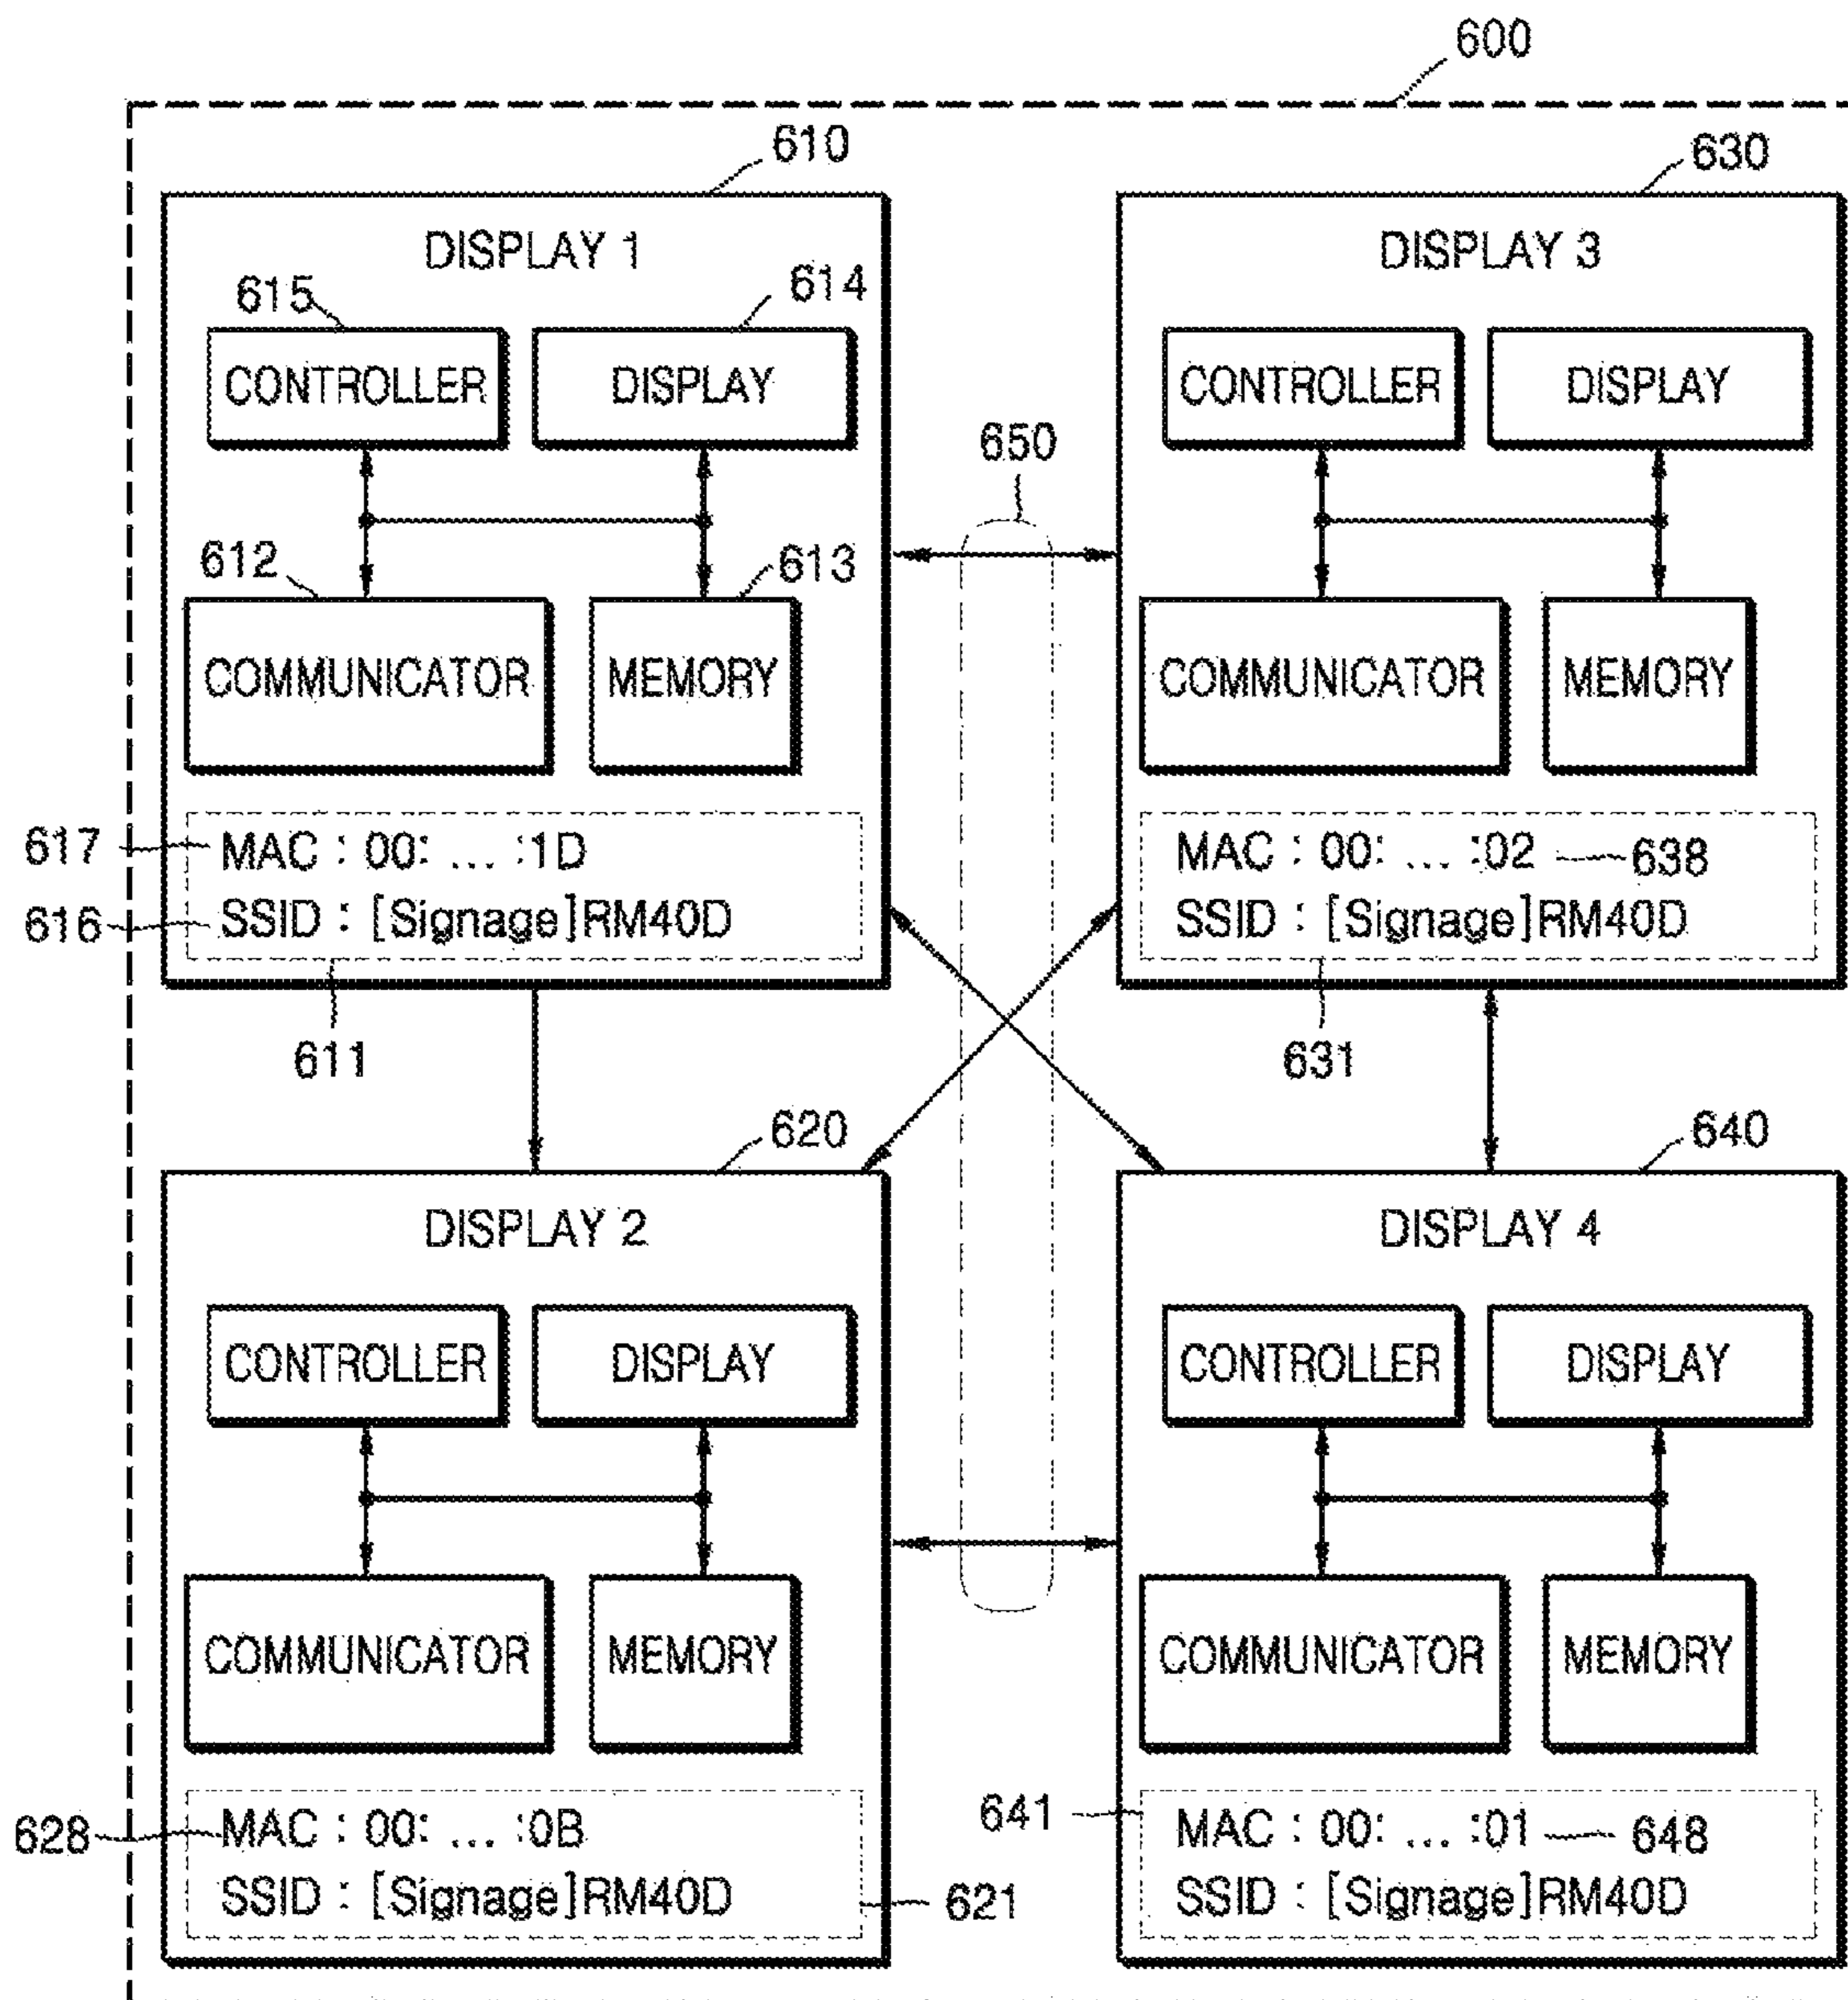 600
610
630
DISPLAY 1
DISPLAY 3
615
614
CONTROLLER
DISPLAY
CONTROLLER
DISPLAY
650
612
613
COMMUNICATOR
MEMORY
COMMUNICATOR
MEMORY
617
MAC : 00: ... :1D
MAC : 00: ... :02
638
616
SSID : [Signage]RM40D
SSID : [Signage]RM40D
611
631
620
640
DISPLAY 2
DISPLAY 4
CONTROLLER
DISPLAY
CONTROLLER
DISPLAY
COMMUNICATOR
MEMORY
COMMUNICATOR
MEMORY
628
MAC : 00: ... :0B
641
MAC : 00: ... :01
648
SSID : [Signage]RM40D
621
SSID : [Signage]RM40D